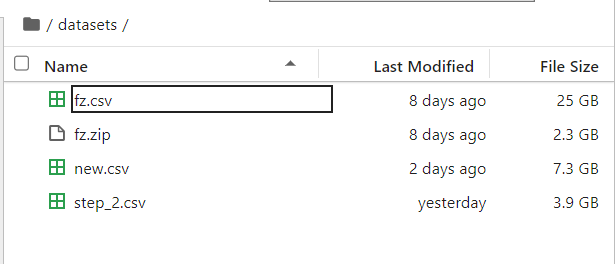 / datasets /
Name Last Modified File Size
fz.csv 8 days ago 25 GB
fz.zip 8 days ago 2.3 GB
new.csv 2 days ago 7.3 GB
step_2.csv yesterday 3.9 GB